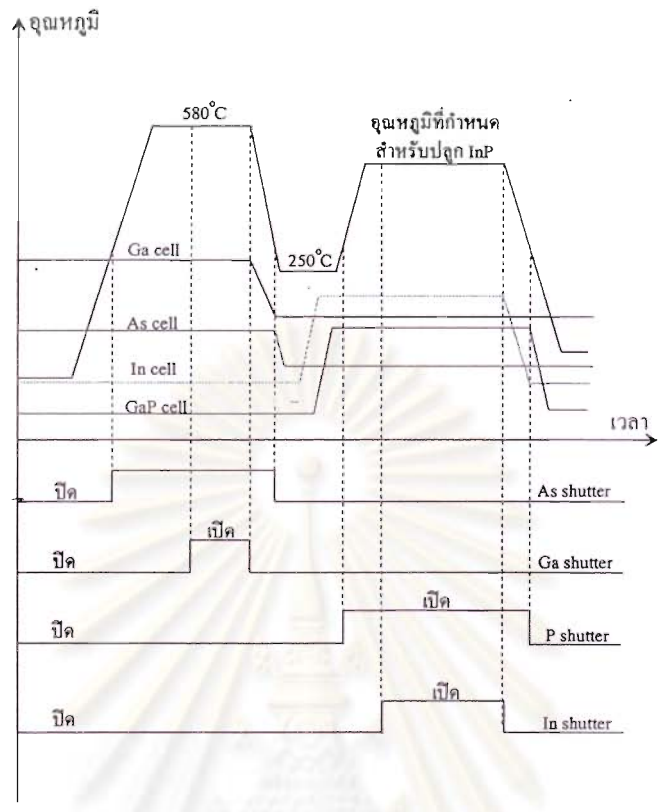 อุณหภูมิ
580°C
อุณหภูมิที่กำหนด
สำหรับปลูก InP
Ga cell
250°C
As cell
In cell
GaP cell
เวลา
ปิด
As shutter
เปิด
ปิด
Ga shutter
เปิด
ปิด
P shutter
เปิด
ปิด
In shutter